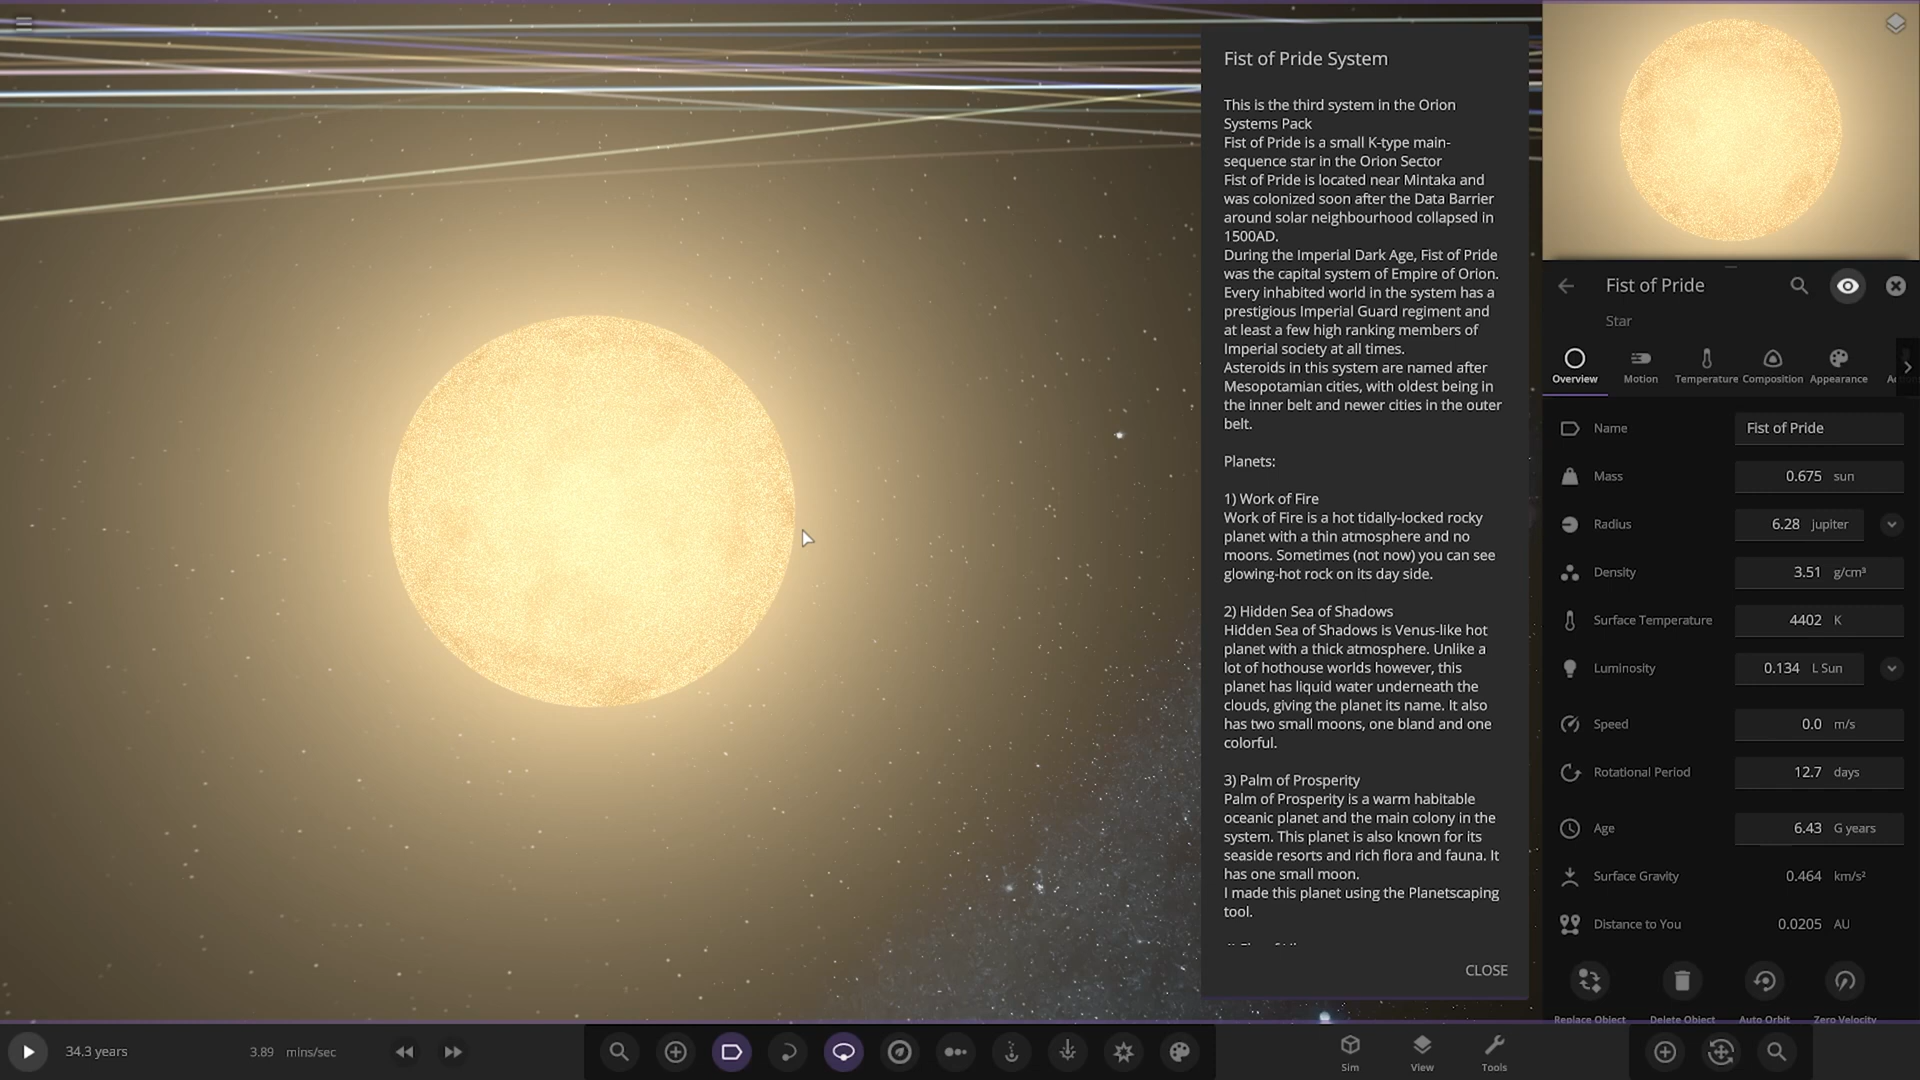 Fist of Pride System
This is the third system in the Orion
Systems Pack
Fist of Pride is a small K-type main-
sequence star in the Orion Sector
Fist of Pride is located near Mintaka and
was colonized soon after the Data Barrier
around solar neighbourhood collapsed in
1500AD.
During the Imperial Dark Age, Fist of Pride
was the capital system of Empire of Orion.
Every inhabited world in the system has a
prestigious Imperial Guard regiment and
at least a few high ranking members of
Imperial society at all times.
Asteroids in this system are named after
Mesopotamian cities, with oldest being in
the inner belt and newer cities in the outer
belt.
Planets:
1) Work of Fire
Work of Fire is a hot tidally-locked rocky
planet with a thin atmosphere and no
moons. Sometimes (not now) you can see
glowing-hot rock on its day side.
2) Hidden Sea of Shadows
Hidden Sea of Shadows is Venus-like hot
planet with a thick atmosphere. Unlike a
lot of hothouse worlds however, this
planet has liquid water underneath the
clouds, giving the planet its name. It also
has two small moons, one bland and one
colorful.
3) Palm of Prosperity
Palm of Prosperity is a warm habitable
oceanic planet and the main colony in the
system. This planet is also known for its
seaside resorts and rich flora and fauna. It
has one small moon.
I made this planet using the Planetscaping
tool.
CLOSE
Fist of Pride
Star
Overview Motion Temperature Composition Appearance
Name Fist of Pride
Mass 0.675 sun
Radius 6.28 Jupiter
Density 3.51 g/cm³
Surface Temperature 4402 K
Luminosity 0.134 L Sun
Speed 0.0 m/s
Rotational Period 12.7 days
Age 6.43 G years
Surface Gravity 0.464 km/s²
Distance to You 0.0205 AU
Replace Object Delete Object Auto Orbit Zero Velocity
34.3 years 3.89 mins/sec
Sim View Tools